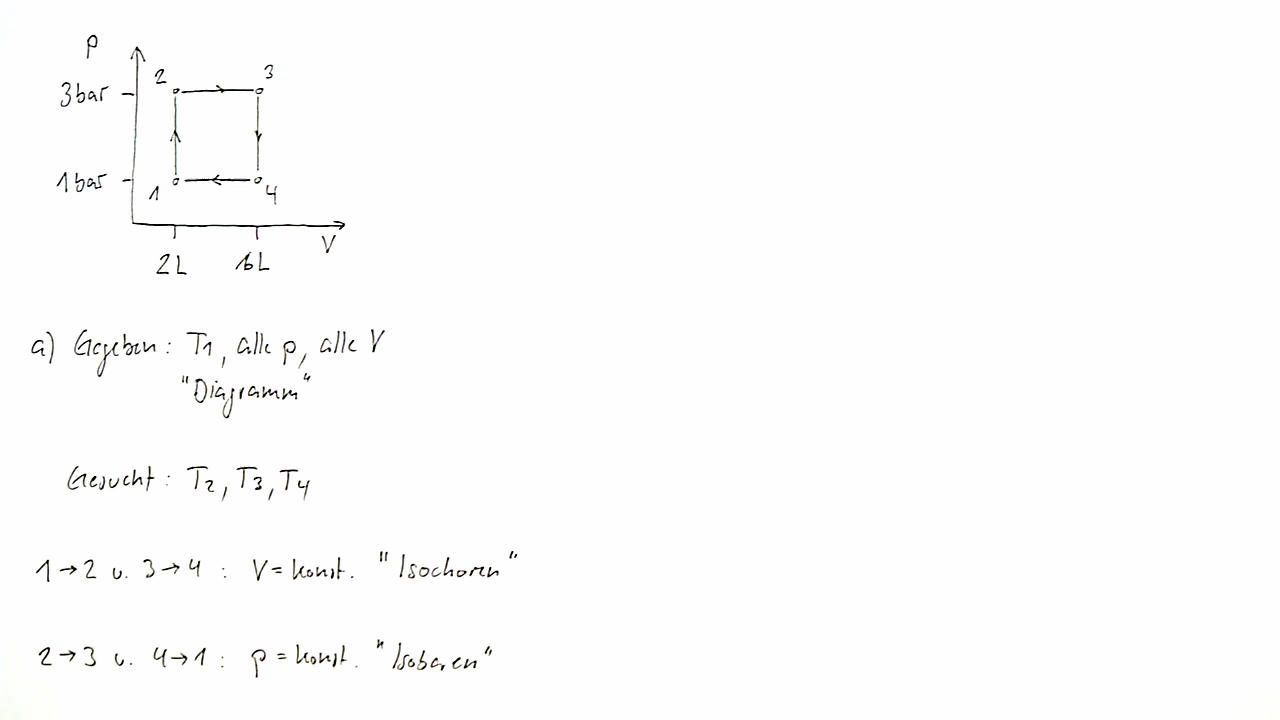 p
2
3
3bar
1bar
1
4
V
2L 6L
a) Gegeben: T1, alle p, alle V
"Diagramm"
Gesucht: T2, T3, T4
1→2 u. 3→4 : V=konst. "Isochoren"
2→3 u. 4→1 : p=konst. "Isobaren"